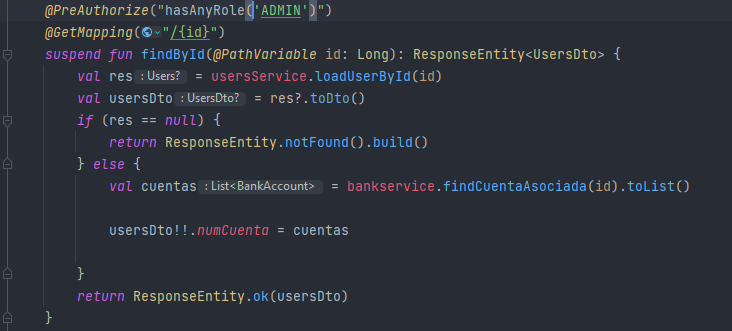 @PreAuthorize("hasAnyRole('ADMIN')")
@GetMapping("/{id}")
suspend fun findById(@PathVariable id: Long): ResponseEntity<UsersDto> {
val res : Users? = usersService.loadUserById(id)
val usersDto : UsersDto? = res?.toDto()
if (res == null) {
return ResponseEntity.notFound().build()
} else {
val cuentas : List<BankAccount> = bankservice.findCuentaAsociada(id).toList()
usersDto!!.numCuenta = cuentas
}
return ResponseEntity.ok(usersDto)
}